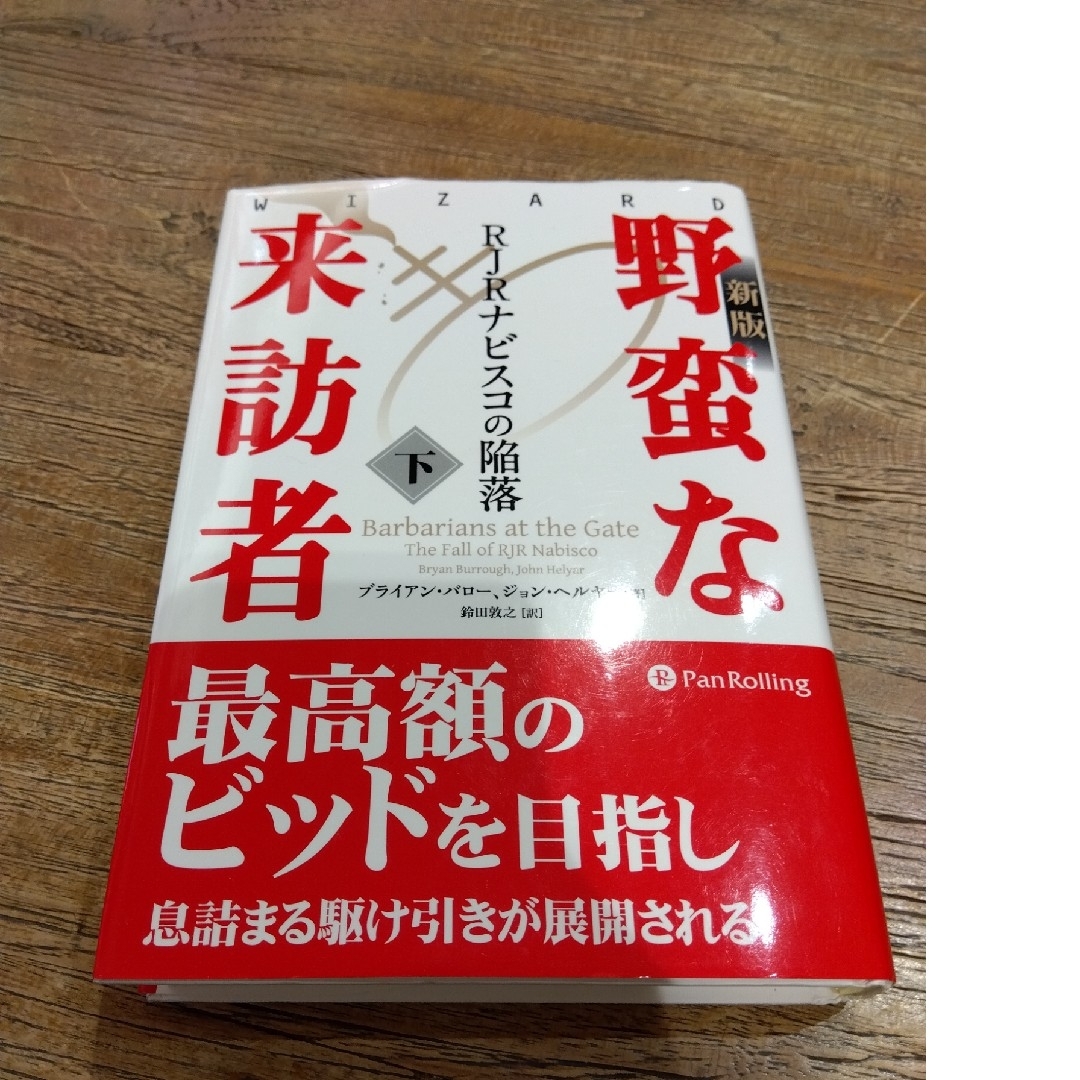 WIZARD
新版
野蛮な
来訪者
RJRナビスコの陥落
下
Barbarians at the Gate
The Fall of RJR Nabisco
Bryan Burrough, John Helyar
ブライアン・バロー、ジョン・ヘルヤー[著]
鈴田敦之[訳]
PanRolling
最高額の
ビッドを目指し
息詰まる駆け引きが展開される